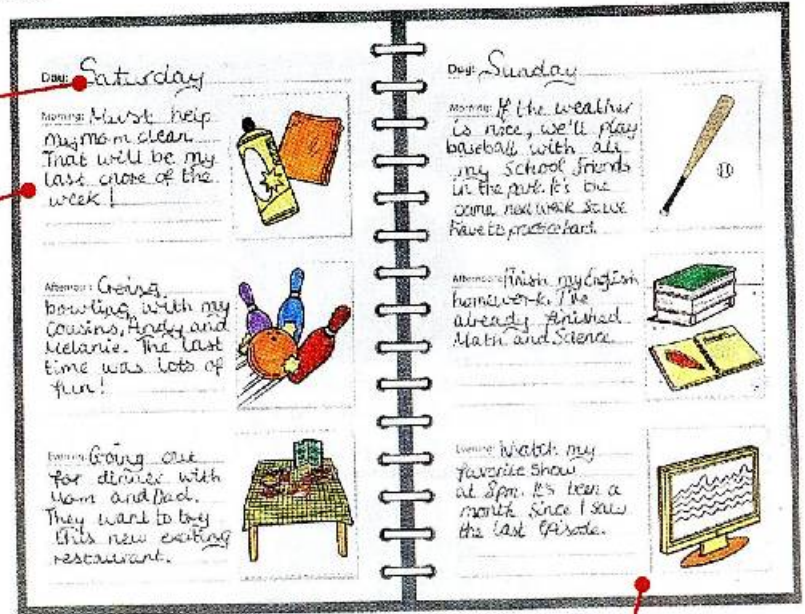 Day: Saturday
Morning: Must help
my mom clean.
That will be my
last chore of the
week!
Afternoon: Going
bowling with my
cousins, Andy and
Melanie. The last
time was lots of
fun!
Evening: Going out
for dinner with
Mom and Dad.
They want to try
this new exciting
restaurant.
Day: Sunday
Morning: If the weather
is nice, we'll play
baseball with all
my School friends
in the park. It's the
game next week so we
have to practice hard.
Afternoon: Finish my English
homework. I've
already finished
Math and Science.
Evening: Watch my
favorite show
at 8pm. It's been a
month since I saw
the last episode.